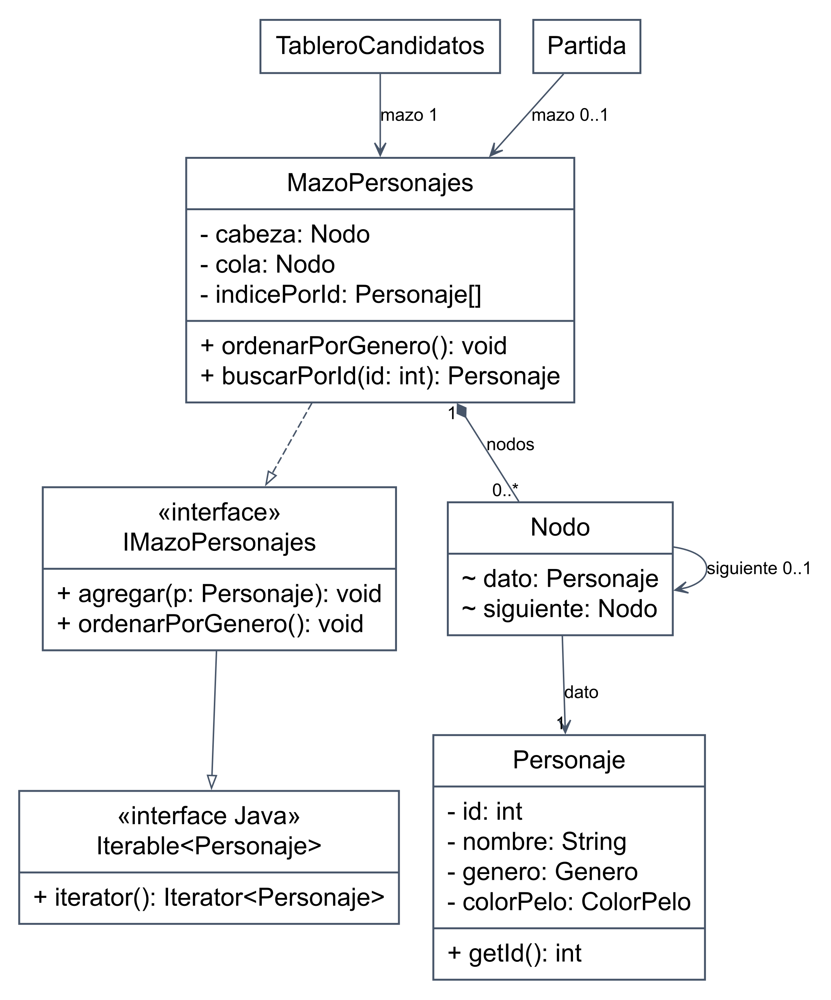 TableroCandidatos
Partida
mazo 1
mazo 0..1
MazoPersonajes
- cabeza: Nodo
- cola: Nodo
- indicePorId: Personaje[]
+ ordenarPorGenero(): void
+ buscarPorId(id: int): Personaje
1
nodos
0..*
«interface»
IMazoPersonajes
+ agregar(p: Personaje): void
+ ordenarPorGenero(): void
Nodo
~ dato: Personaje
~ siguiente: Nodo
siguiente 0..1
dato
1
«interface Java»
Iterable<Personaje>
+ iterator(): Iterator<Personaje>
Personaje
- id: int
- nombre: String
- genero: Genero
- colorPelo: ColorPelo
+ getId(): int